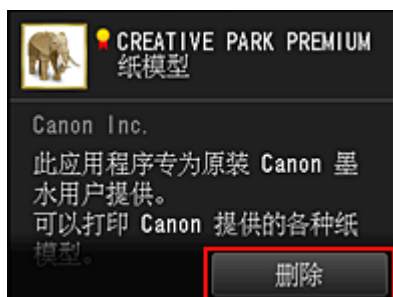 CREATIVE PARK PREMIUM
纸模型
Canon Inc.
此应用程序专为原装 Canon 墨
水用户提供。
可以打印 Canon 提供的各种纸
模型。
删除